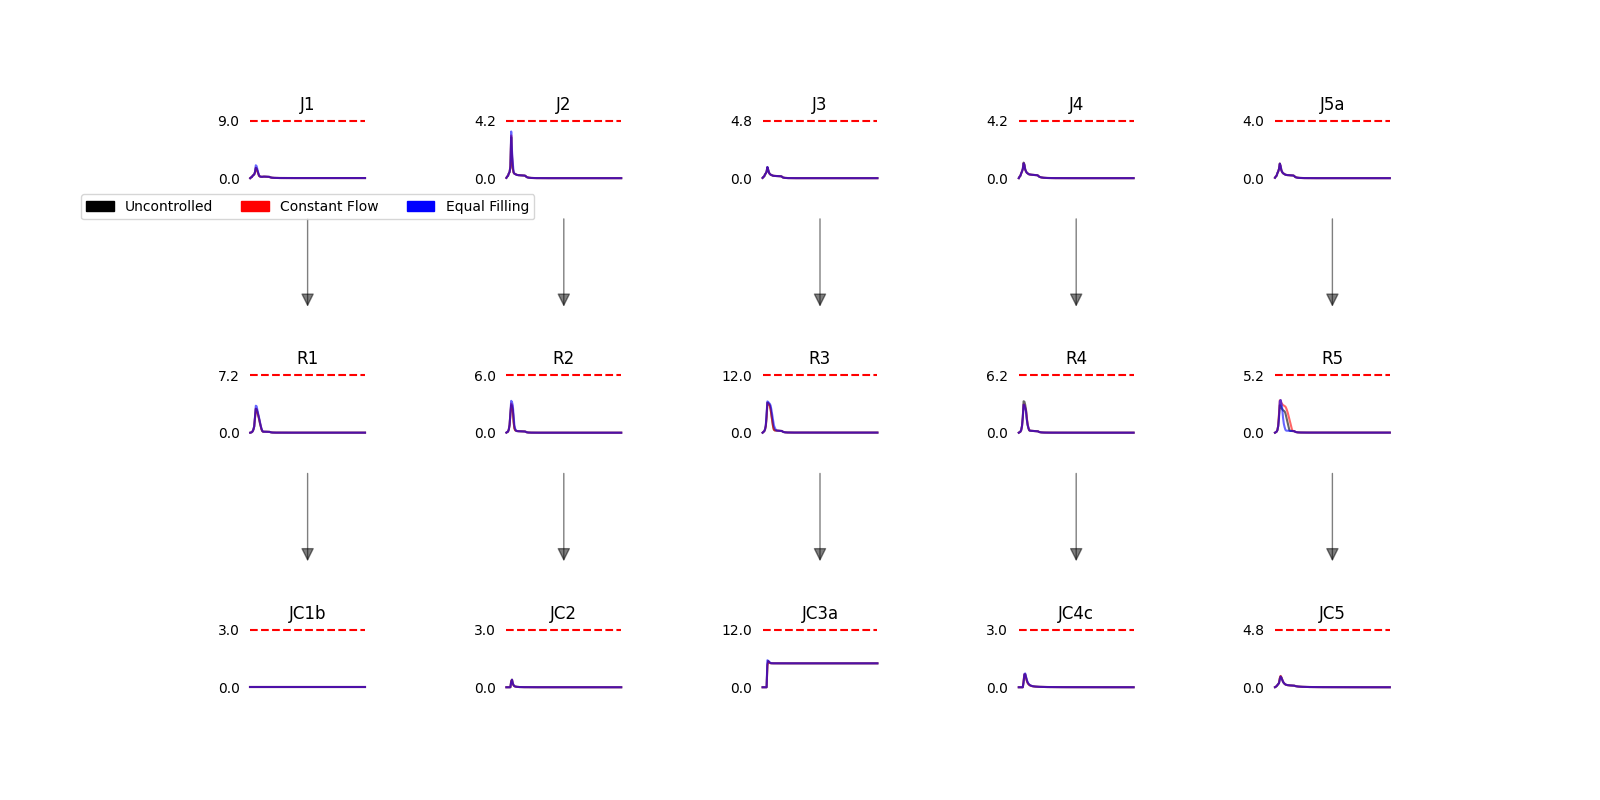 J1 J2 J3 J4 J5a
9.0 4.2 4.8 4.2 4.0
0.0 0.0 0.0 0.0 0.0
Uncontrolled Constant Flow Equal Filling
R1 R2 R3 R4 R5
7.2 6.0 12.0 6.2 5.2
0.0 0.0 0.0 0.0 0.0
JC1b JC2 JC3a JC4c JC5
3.0 3.0 12.0 3.0 4.8
0.0 0.0 0.0 0.0 0.0